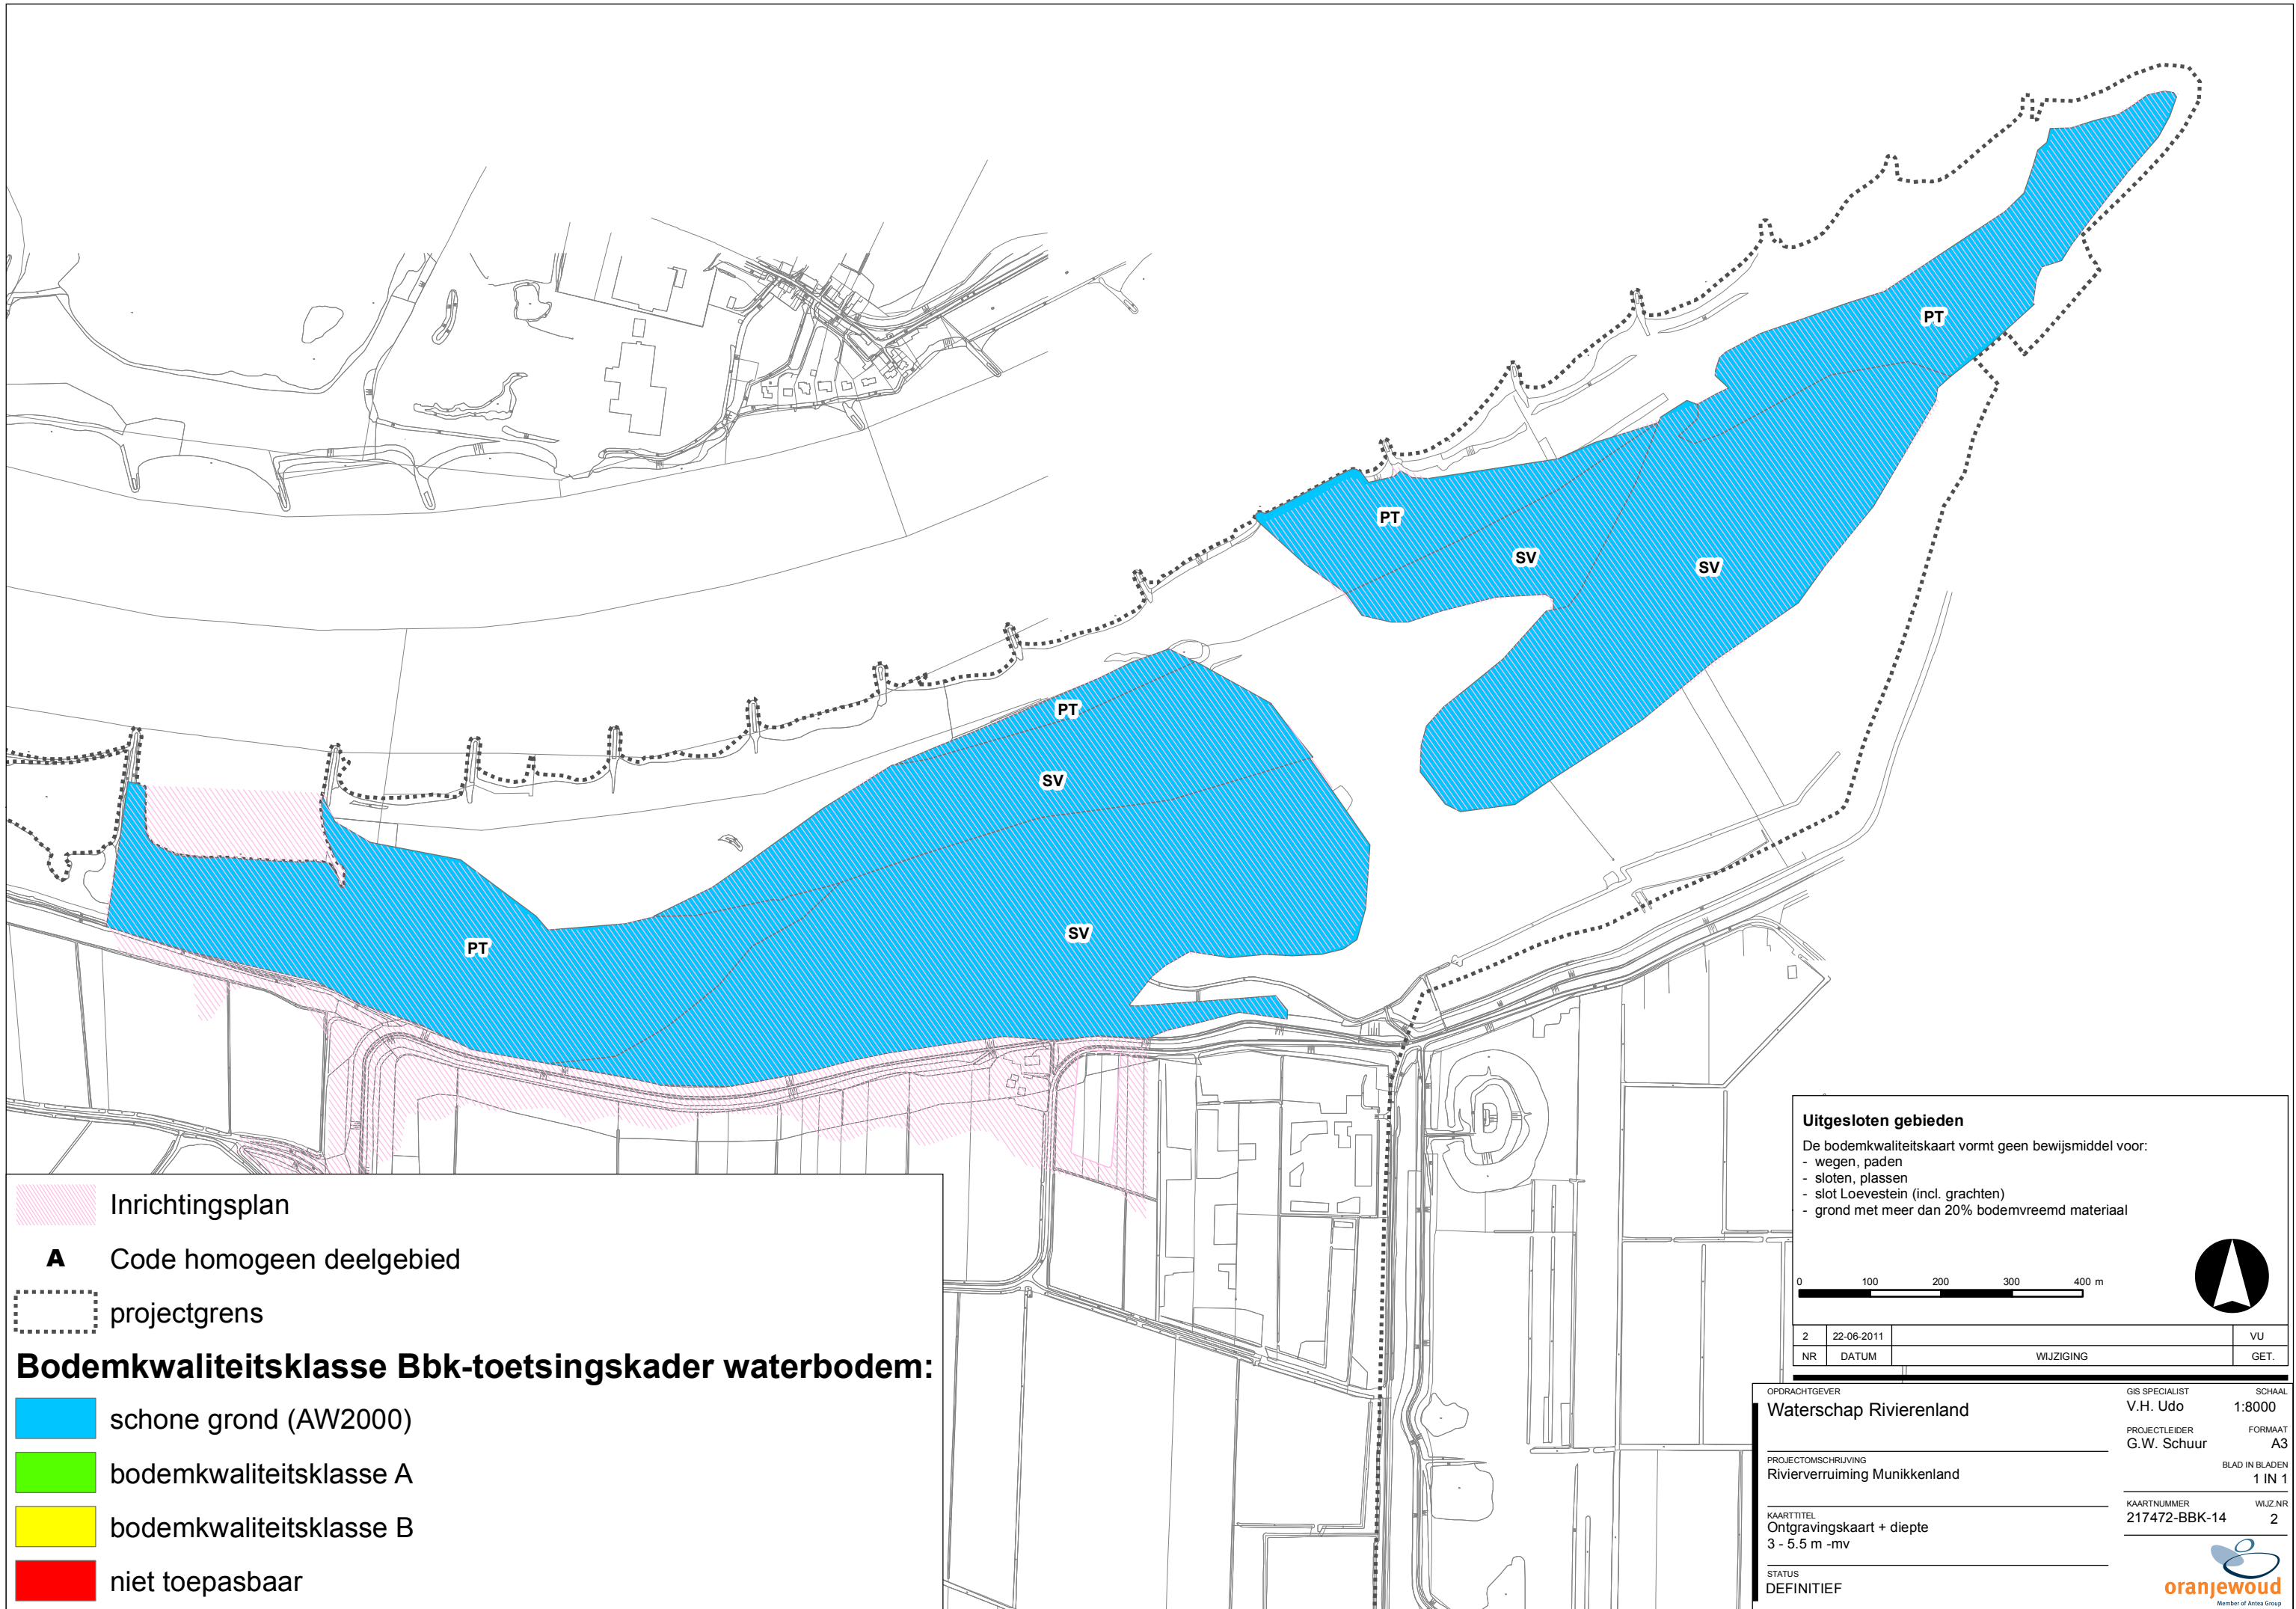 PT
PT
SV
SV
PT
SV
SV
PT
Inrichtingsplan
A Code homogeen deelgebied
projectgrens
Bodemkwaliteitsklasse Bbk-toetsingskader waterbodem:
schone grond (AW2000)
bodemkwaliteitsklasse A
bodemkwaliteitsklasse B
niet toepasbaar
Uitgesloten gebieden
De bodemkwaliteitskaart vormt geen bewijsmiddel voor:
- wegen, paden
- sloten, plassen
- slot Loevestein (incl. grachten)
- grond met meer dan 20% bodemvreemd materiaal
0 100 200 300 400 m
2 22-06-2011 VU
NR DATUM WIJZIGING GET.
OPDRACHTGEVER
Waterschap Rivierenland
GIS SPECIALIST SCHAAL
V.H. Udo 1:8000
PROJECTLEIDER FORMAAT
G.W. Schuur A3
PROJECTOMSCHRIJVING
Rivierverruiming Munikkenland
BLAD IN BLADEN
1 IN 1
KAARTNUMMER WIJZ.NR
217472-BBK-14 2
KAARTTITEL
Ontgravingskaart + diepte
3 - 5.5 m -mv
STATUS
DEFINITIEF
oranjewoud
Member of Antea Group